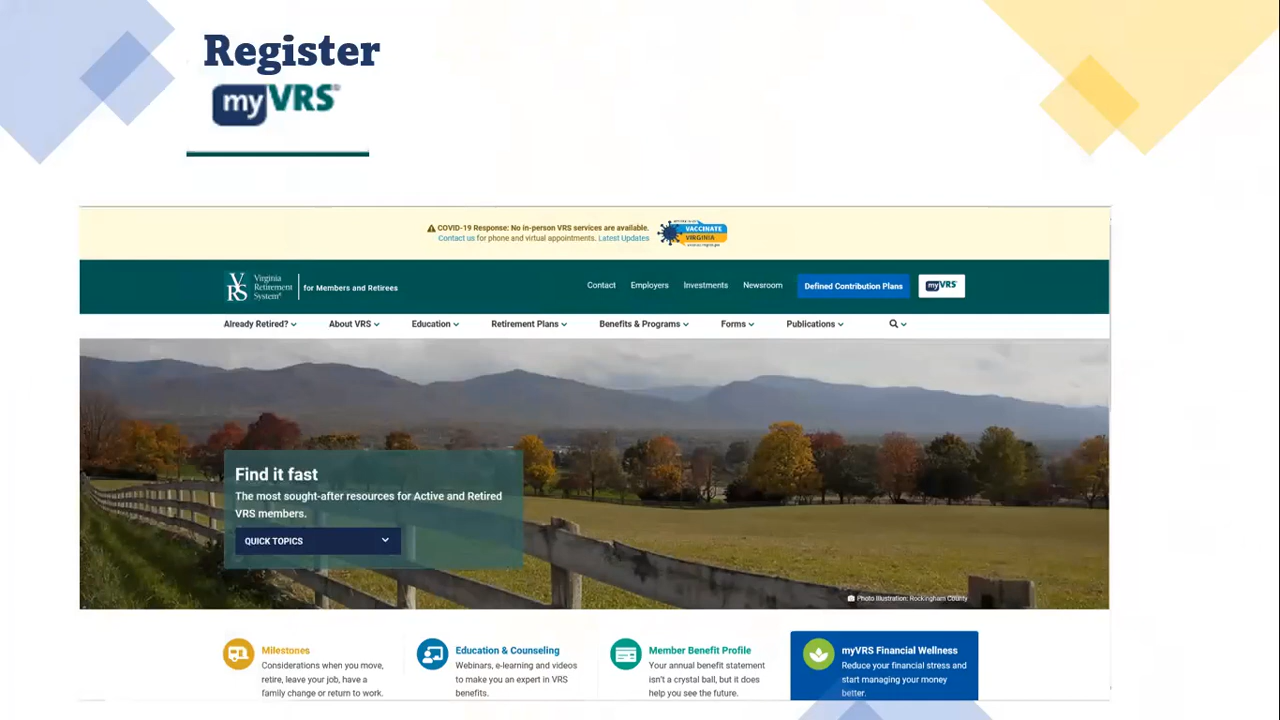 Register
myVRS®
COVID-19 Response: No in-person VRS services are available.
Contact us for phone and virtual appointments. Latest Updates
VACCINATE
VIRGINIA
VRS
Virginia
Retirement
System®
for Members and Retirees
Contact Employers Investments Newsroom Defined Contribution Plans myVRS
Already Retired? About VRS Education Retirement Plans Benefits & Programs Forms Publications
Find it fast
The most sought-after resources for Active and Retired
VRS members.
QUICK TOPICS
Photo Illustration: Rockingham County
Milestones
Considerations when you move,
retire, leave your job, have a
family change or return to work.
Education & Counseling
Webinars, e-learning and videos
to make you an expert in VRS
benefits.
Member Benefit Profile
Your annual benefit statement
isn't a crystal ball, but it does
help you see the future.
myVRS Financial Wellness
Reduce your financial stress and
start managing your money
better.